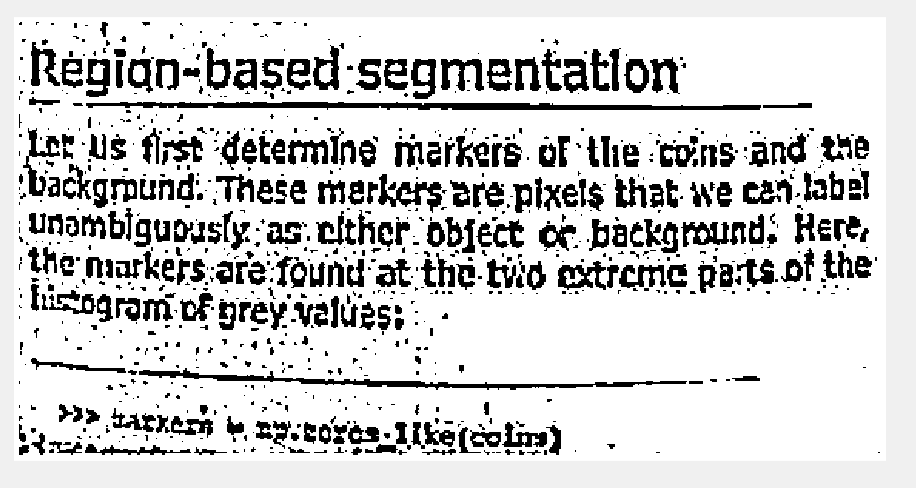 Region-based segmentation
Let us first determine markers of the coins and the
background. These markers are pixels that we can label
unambiguously as either object or background. Here,
the markers are found at the two extreme parts of the
histogram of grey values:
>>> markers = np.zeros_like(coins)